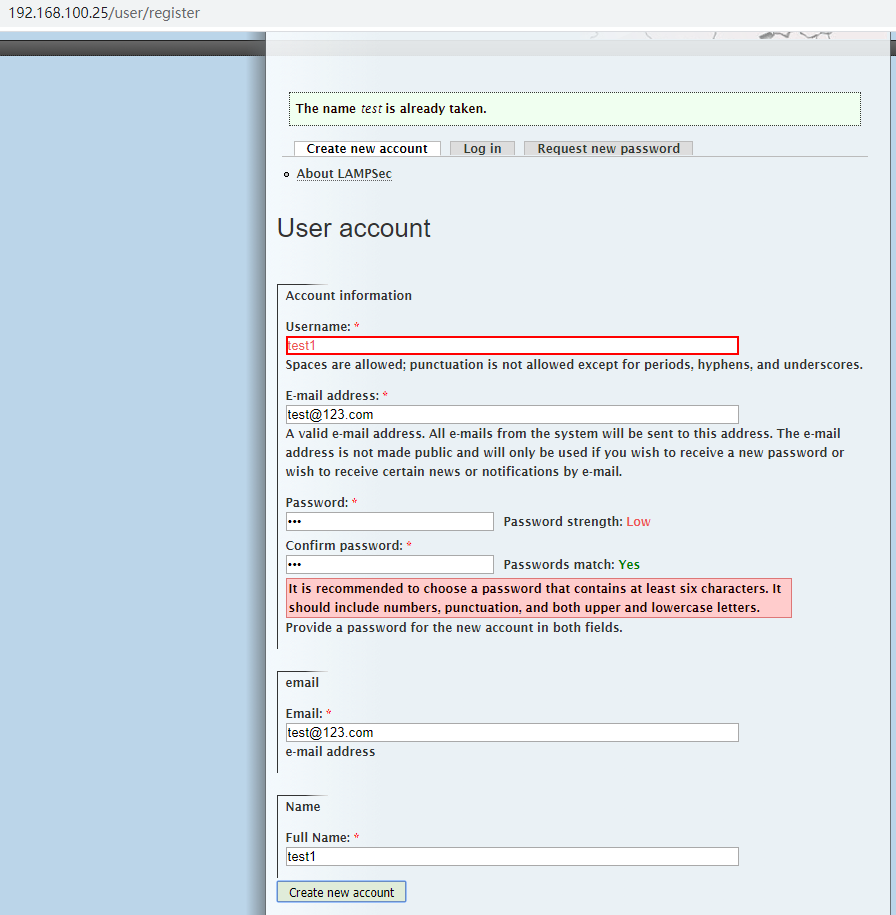 192.168.100.25/user/register
The name test is already taken.
Create new account
Log in
Request new password
About LAMPSec
User account
Account information
Username: *
test1
Spaces are allowed; punctuation is not allowed except for periods, hyphens, and underscores.
E-mail address: *
test@123.com
A valid e-mail address. All e-mails from the system will be sent to this address. The e-mail
address is not made public and will only be used if you wish to receive a new password or
wish to receive certain news or notifications by e-mail.
Password: *
•••
Password strength: Low
Confirm password: *
•••
Passwords match: Yes
It is recommended to choose a password that contains at least six characters. It
should include numbers, punctuation, and both upper and lowercase letters.
Provide a password for the new account in both fields.
email
Email: *
test@123.com
e-mail address
Name
Full Name: *
test1
Create new account